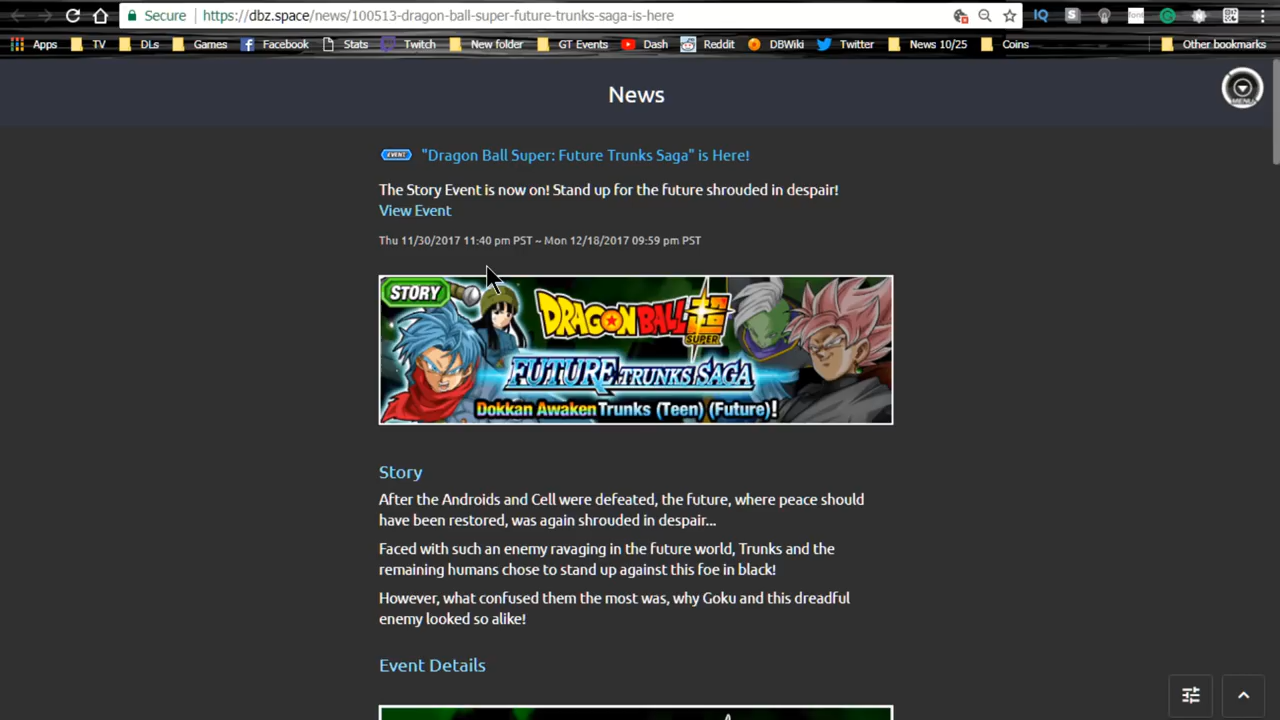 Secure
https://dbz.space/news/100513-dragon-ball-super-future-trunks-saga-is-here
IQ
S
Apps
TV
DLs
Games
Facebook
Stats
Twitch
New folder
GT Events
Dash
Reddit
DBWiki
Twitter
News 10/25
Coins
Other bookmarks
News
MENU
EVENT "Dragon Ball Super: Future Trunks Saga" is Here!
The Story Event is now on! Stand up for the future shrouded in despair!
View Event
Thu 11/30/2017 11:40 pm PST ~ Mon 12/18/2017 09:59 pm PST
STORY
DRAGON BALL
SUPER
FUTURE TRUNKS SAGA
Dokkan Awaken Trunks (Teen) (Future)!
Story
After the Androids and Cell were defeated, the future, where peace should
have been restored, was again shrouded in despair...
Faced with such an enemy ravaging in the future world, Trunks and the
remaining humans chose to stand up against this foe in black!
However, what confused them the most was, why Goku and this dreadful
enemy looked so alike!
Event Details